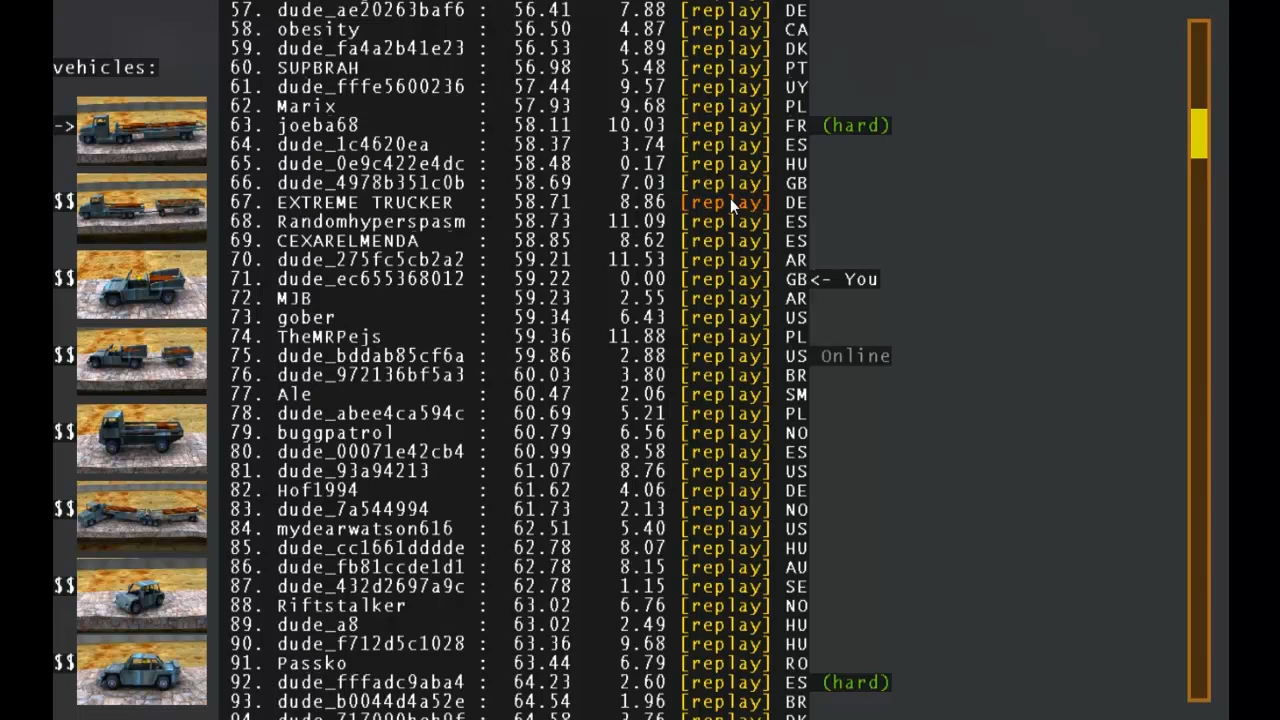 57. dude_ae20263baf6 : 56.41 7.88 [replay] DE
58. obesity : 56.50 4.87 [replay] CA
59. dude_fa4a2b41e23 : 56.53 4.89 [replay] DK
vehicles:
60. SUPBRAH : 56.98 5.48 [replay] PT
61. dude_fffe5600236 : 57.44 9.57 [replay] UY
62. Marix : 57.93 9.68 [replay] PL
-> 63. joeba68 : 58.11 10.03 [replay] FR (hard)
64. dude_1c4620ea : 58.37 3.74 [replay] ES
65. dude_0e9c422e4dc : 58.48 0.17 [replay] HU
66. dude_4978b351c0b : 58.69 7.03 [replay] GB
$$ 67. EXTREME TRUCKER : 58.71 8.86 [replay] DE
68. Randomhyperspasm : 58.73 11.09 [replay] ES
69. CEXARELMENDA : 58.85 8.62 [replay] ES
70. dude_275fc5cb2a2 : 59.21 11.53 [replay] AR
$$ 71. dude_ec655368012 : 59.22 0.00 [replay] GB<- You
72. MJB : 59.23 2.55 [replay] AR
73. gober : 59.34 6.43 [replay] US
74. TheMRPejs : 59.36 11.88 [replay] PL
$$ 75. dude_bddab85cf6a : 59.86 2.88 [replay] US Online
76. dude_972136bf5a3 : 60.03 3.80 [replay] BR
77. Ale : 60.47 2.06 [replay] SM
78. dude_abee4ca594c : 60.69 5.21 [replay] PL
$$ 79. buggpatrol : 60.79 6.56 [replay] NO
80. dude_00071e42cb4 : 60.99 8.58 [replay] ES
81. dude_93a94213 : 61.07 8.76 [replay] US
82. Hof1994 : 61.62 4.06 [replay] DE
$$ 83. dude_7a544994 : 61.73 2.13 [replay] NO
84. mydearwatson616 : 62.51 5.40 [replay] US
85. dude_cc1661dddde : 62.78 8.07 [replay] HU
86. dude_fb81ccde1d1 : 62.78 8.15 [replay] AU
$$ 87. dude_432d2697a9c : 62.78 1.15 [replay] SE
88. Riftstalker : 63.02 6.76 [replay] NO
89. dude_a8 : 63.02 2.49 [replay] HU
90. dude_f712d5c1028 : 63.36 9.68 [replay] HU
$$ 91. Passko : 63.44 6.79 [replay] RO
92. dude_fffadc9aba4 : 64.23 2.60 [replay] ES (hard)
93. dude_b0044d4a52e : 64.54 1.96 [replay] BR